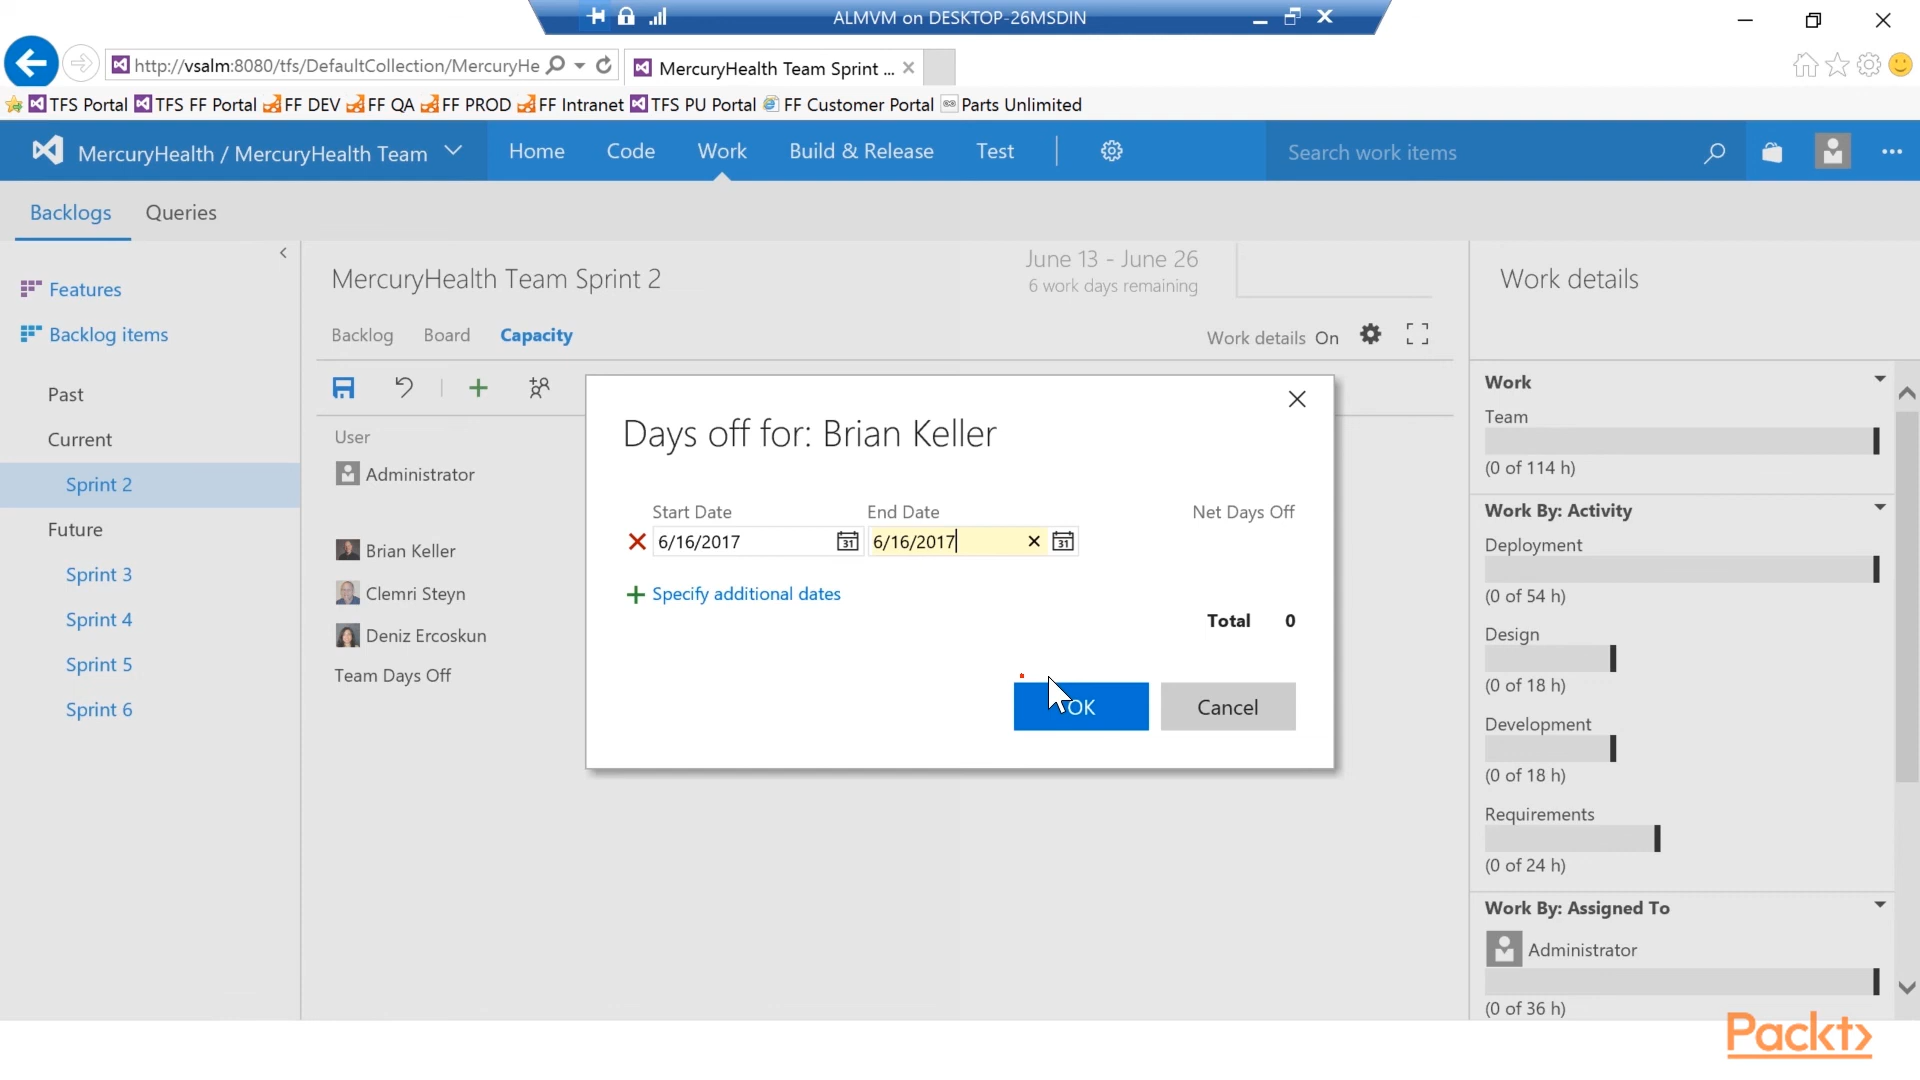 ALMVM on DESKTOP-26MSDIN
http://vsalm:8080/tfs/DefaultCollection/MercuryHe
MercuryHealth Team Sprint ...
TFS Portal TFS FF Portal FF DEV FF QA FF PROD FF Intranet TFS PU Portal FF Customer Portal Parts Unlimited
MercuryHealth / MercuryHealth Team
Home Code Work Build & Release Test
Search work items
Backlogs Queries
Features
Backlog items
Past
Current
Sprint 2
Future
Sprint 3
Sprint 4
Sprint 5
Sprint 6
MercuryHealth Team Sprint 2
June 13 - June 26
6 work days remaining
Backlog Board Capacity
Work details On
User
Administrator
Brian Keller
Clemri Steyn
Deniz Ercoskun
Team Days Off
Days off for: Brian Keller
Start Date End Date Net Days Off
6/16/2017 31 6/16/2017 31
Specify additional dates
Total 0
OK Cancel
Work details
Work
Team
(0 of 114 h)
Work By: Activity
Deployment
(0 of 54 h)
Design
(0 of 18 h)
Development
(0 of 18 h)
Requirements
(0 of 24 h)
Work By: Assigned To
Administrator
(0 of 36 h)
Packt>